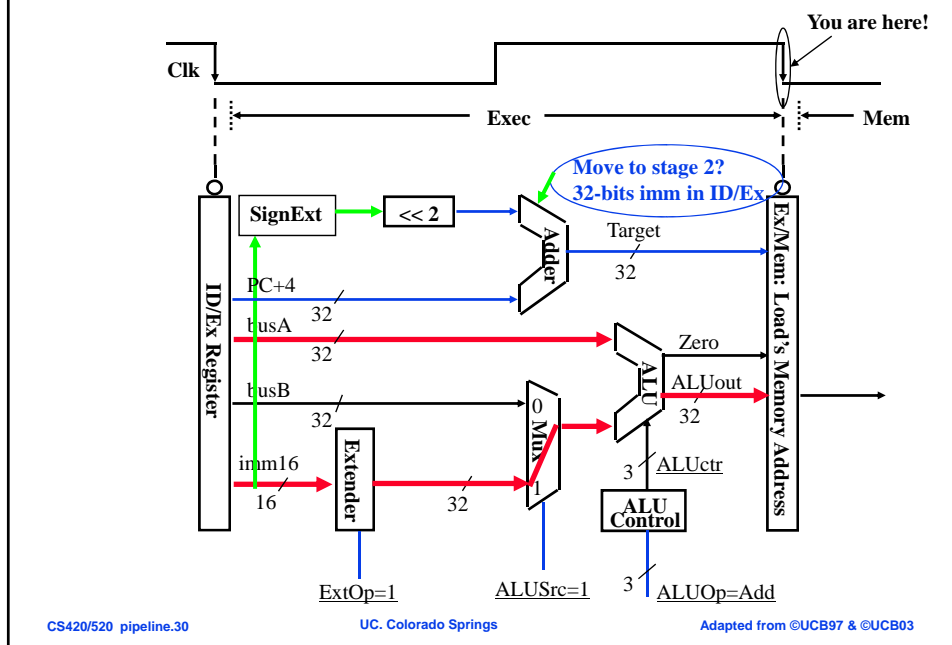 You are here!
Clk
Exec
Mem
Move to stage 2?
32-bits imm in ID/Ex
SignExt
<< 2
Adder
Target
32
PC+4
32
busA
32
Zero
ALU
ALUout
32
busB
32
0
Mux
1
imm16
16
Extender
32
3
ALUctr
ALU
Control
3
ID/Ex Register
Ex/Mem: Load's Memory Address
ExtOp=1
ALUSrc=1
ALUOp=Add
CS420/520 pipeline.30
UC. Colorado Springs
Adapted from ©UCB97 & ©UCB03